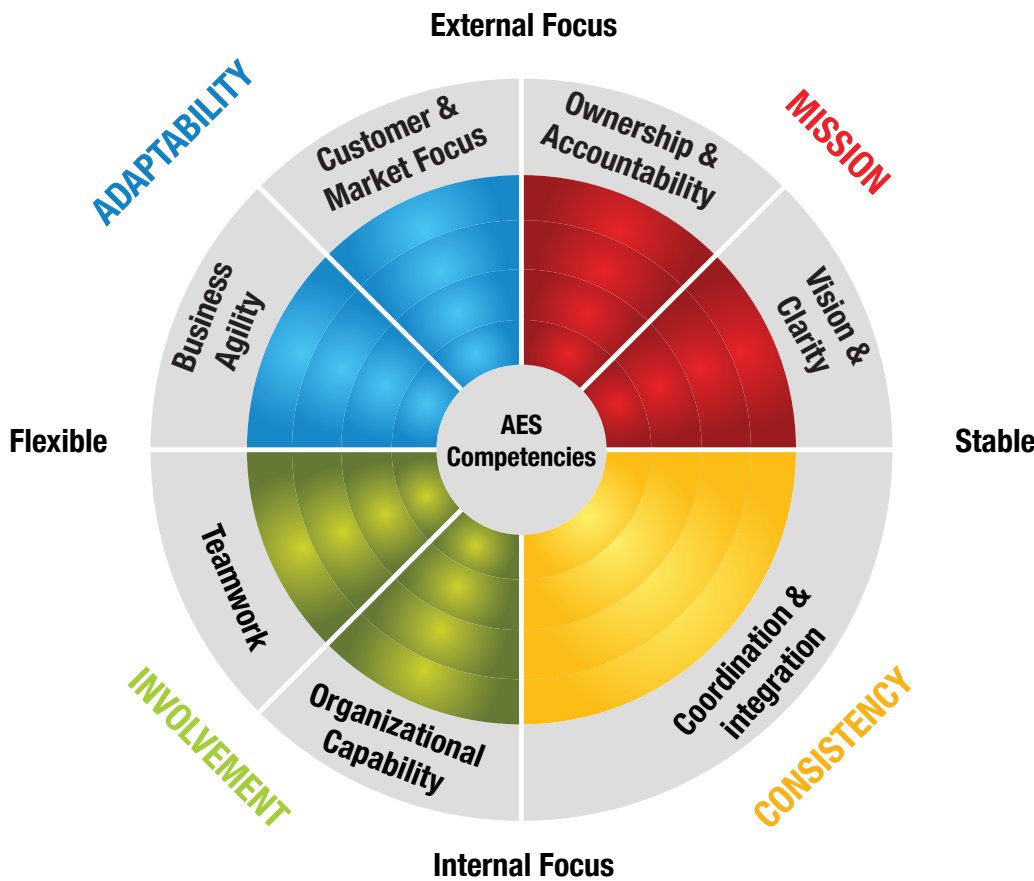 External Focus
ADAPTABILITY
MISSION
Customer &
Market Focus
Ownership &
Accountability
Business
Agility
Vision &
Clarity
Flexible
AES
Competencies
Stable
Teamwork
Organizational
Capability
Coordination &
integration
INVOLVEMENT
CONSISTENCY
Internal Focus